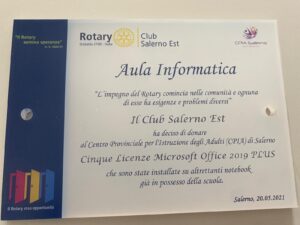 "Il Rotary
semina speranza"
Rotary
Distretto 2100 - Italia
Club
Salerno Est
CPIA Salerno
Aula Informatica
"L'impegno del Rotary comincia nelle comunità e ognuna
di esse ha esigenze e problemi diversi"
Il Club Salerno Est
ha deciso di donare
al Centro Provinciale per l'Istruzione degli Adulti (CPIA) di Salerno
Cinque Licenze Microsoft Office 2019 PLUS
che sono state installate su altrettanti notebook
già in possesso della scuola.
Il Rotary crea opportunità
Salerno, 20.05.2021